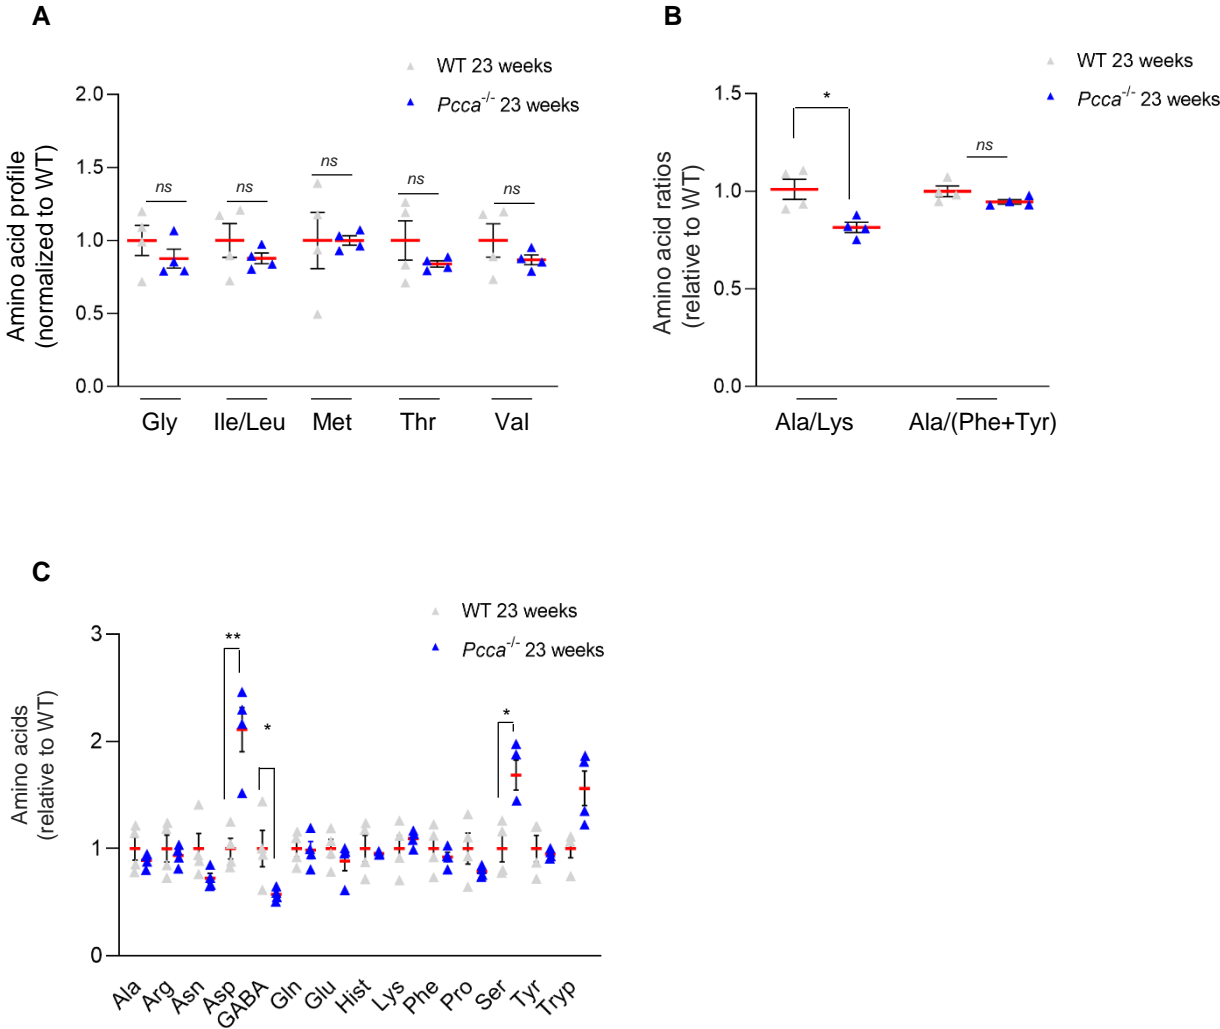 A
WT 23 weeks
Pcca-/- 23 weeks
Amino acid profile
(normalized to WT)
2.0
1.5
1.0
0.5
0.0
ns
ns
ns
ns
ns
Gly
Ile/Leu
Met
Thr
Val
B
WT 23 weeks
Pcca-/- 23 weeks
Amino acid ratios
(relative to WT)
1.5
1.0
0.5
0.0
*
ns
Ala/Lys
Ala/(Phe+Tyr)
C
WT 23 weeks
Pcca-/- 23 weeks
Amino acids
(relative to WT)
3
2
1
0
**
*
*
Ala
Arg
Asn
Asp
GABA
Gln
Glu
Hist
Lys
Phe
Pro
Ser
Tyr
Tryp